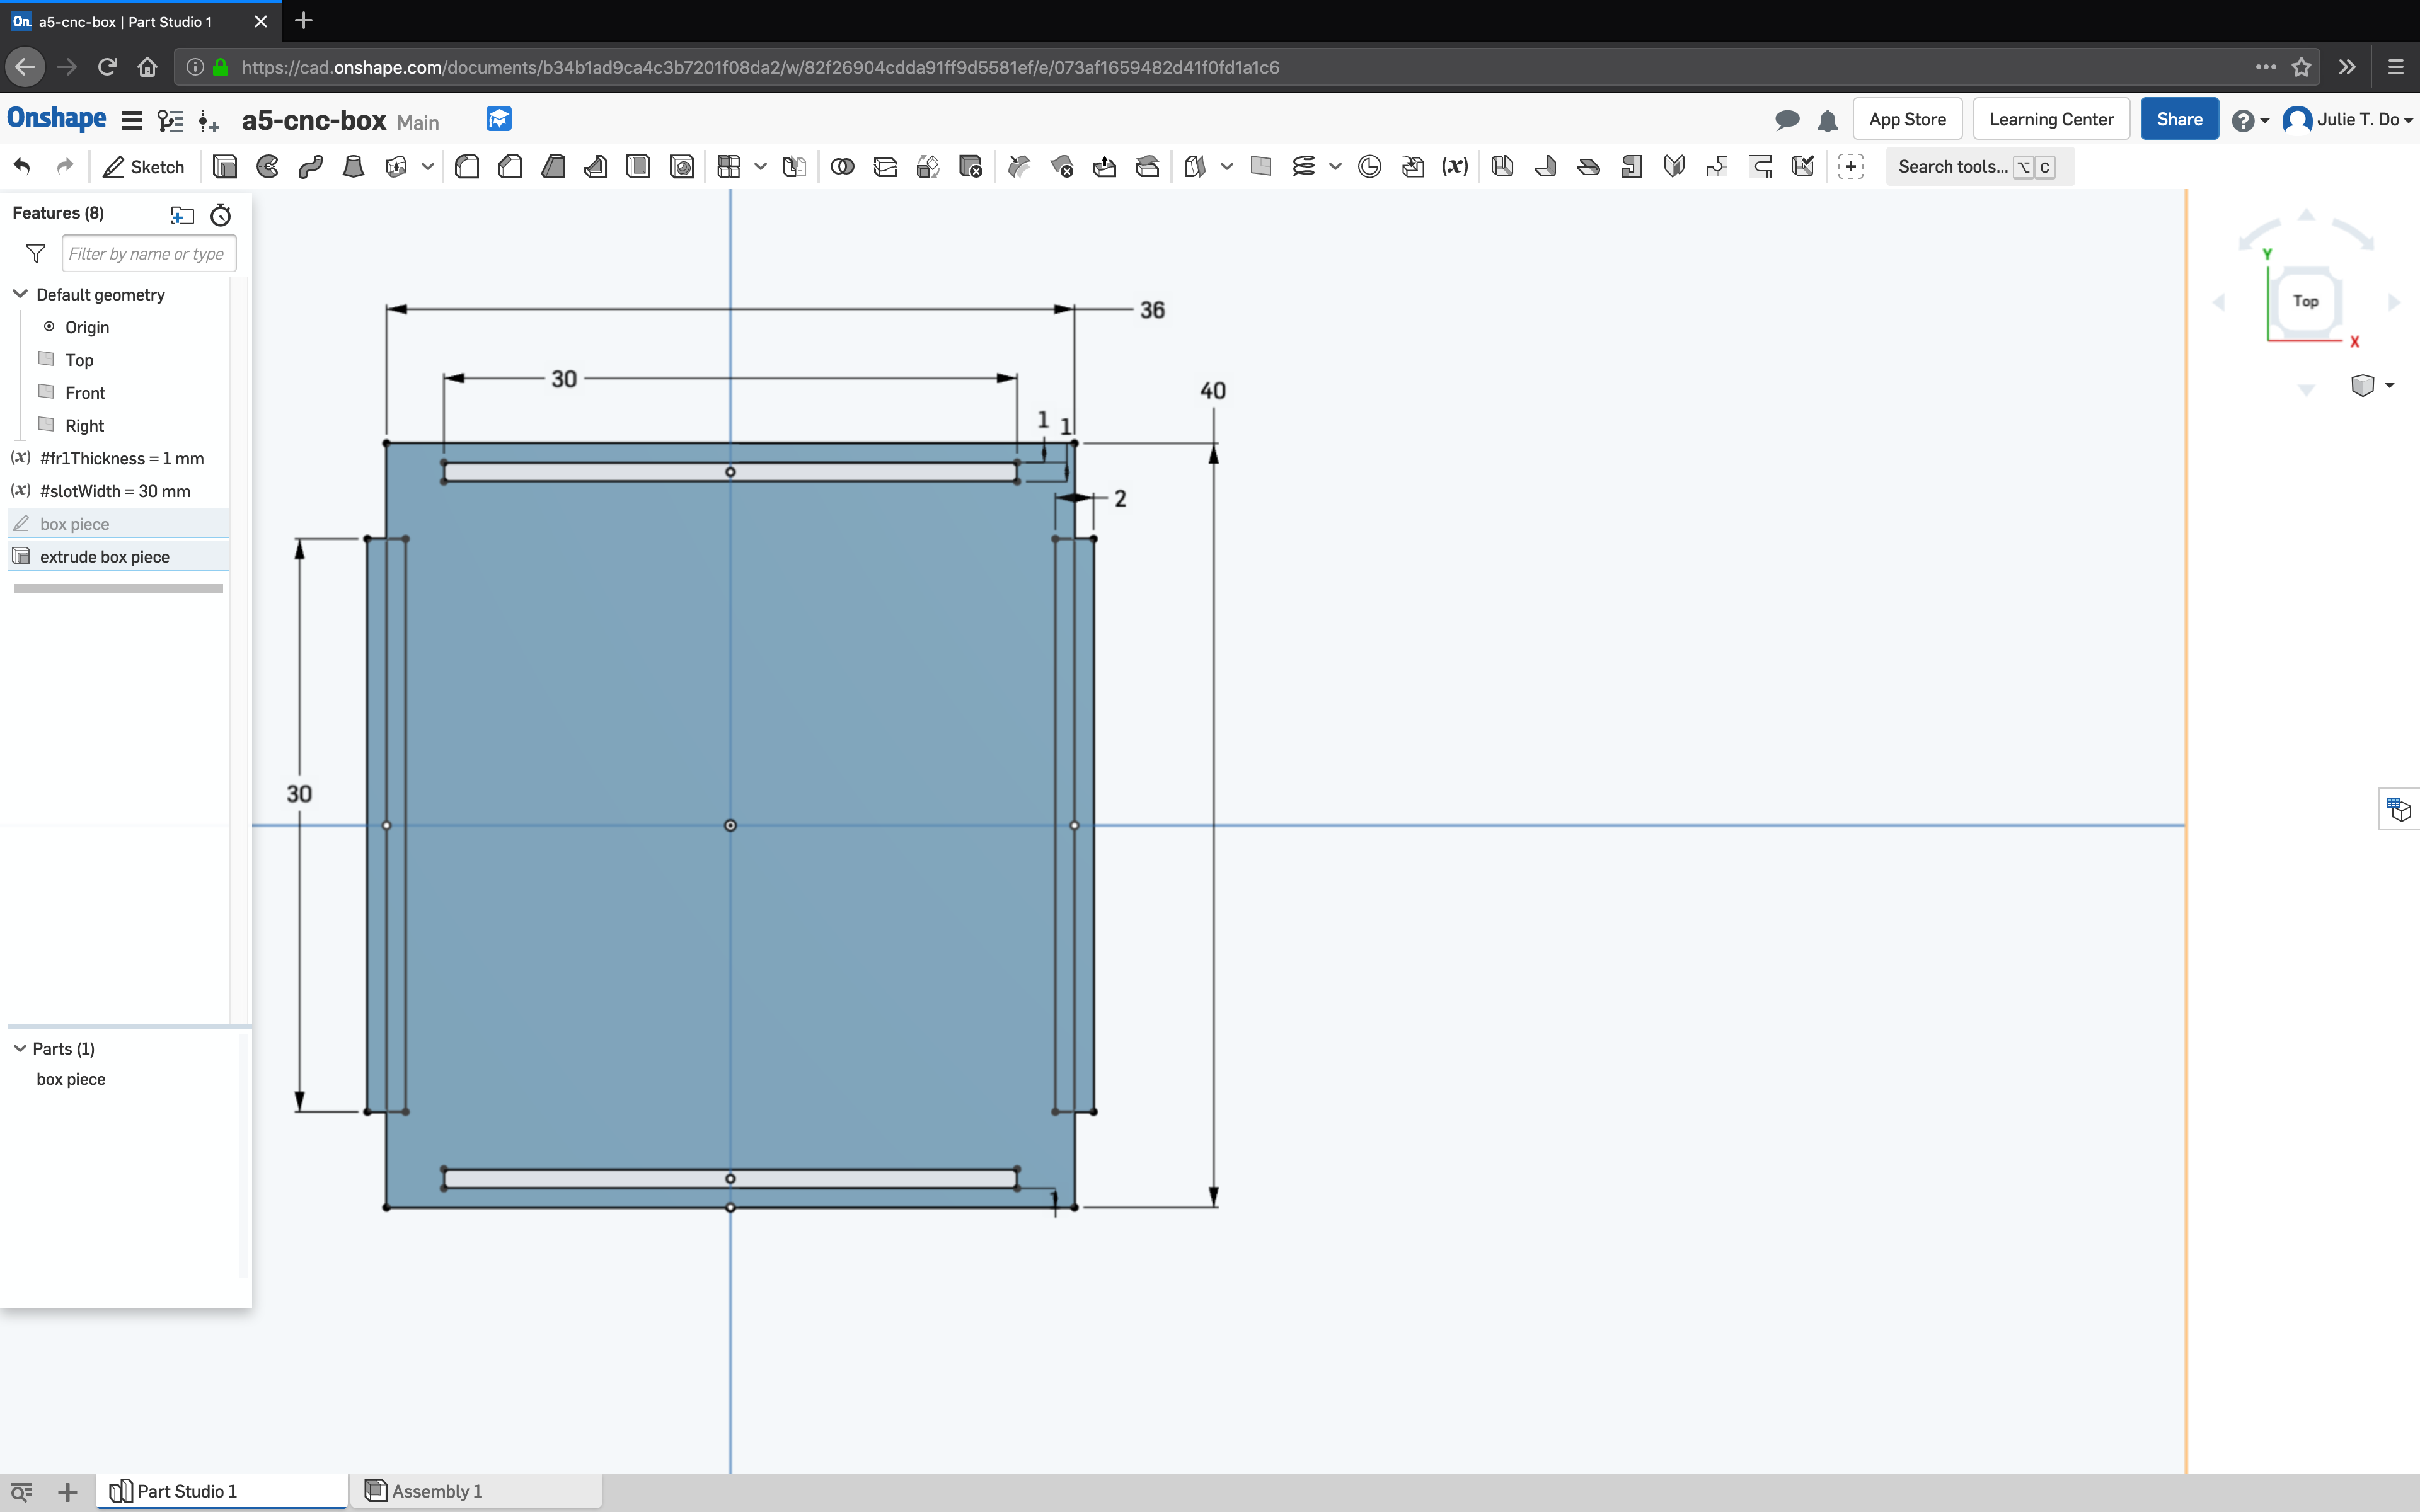 On. a5-cnc-box | Part Studio 1
https://cad.onshape.com/documents/b34b1ad9ca4c3b7201f08da2/w/82f26904cdda91ff9d5581ef/e/073af1659482d41f0fd1a1c6
Onshape a5-cnc-box Main App Store Learning Center Share Julie T. Do
Sketch (x) Search tools... ⌥ C
Features (8)
Filter by name or type
Default geometry
Origin
Top
Front
Right
(x) #fr1Thickness = 1 mm
(x) #slotWidth = 30 mm
box piece
extrude box piece
Parts (1)
box piece
36
30
40
1
1
2
30
1
Y
Top
X
Part Studio 1
Assembly 1